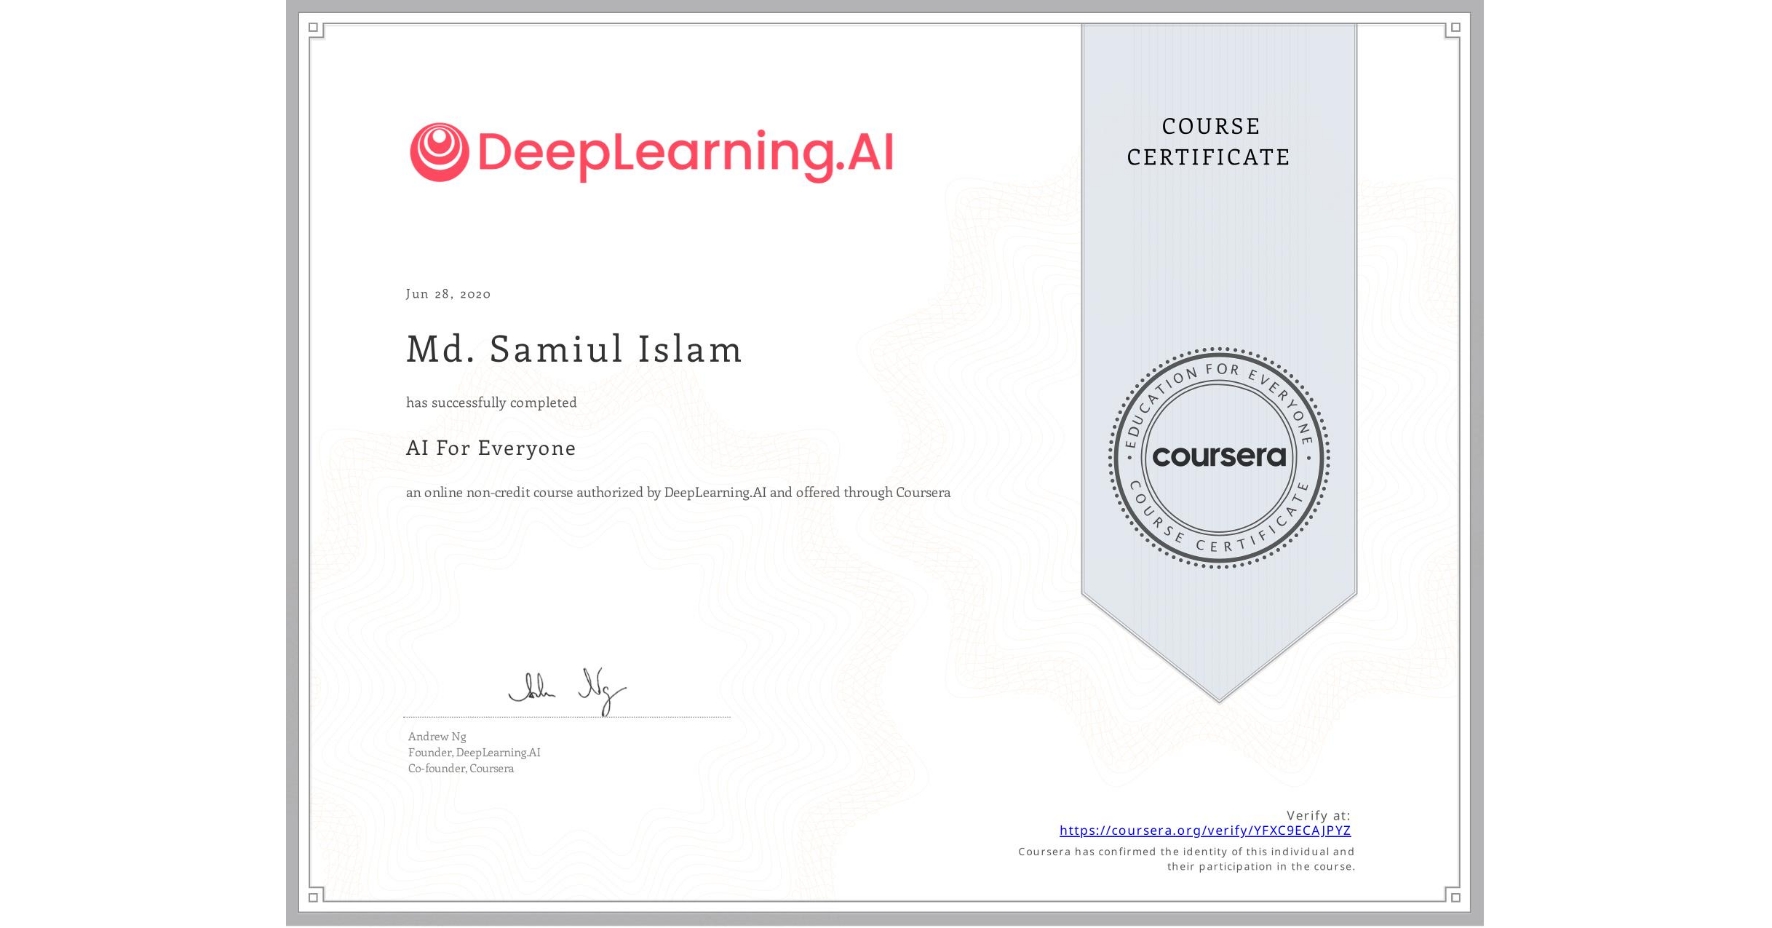 DeepLearning.AI
COURSE
CERTIFICATE
Jun 28, 2020
Md. Samiul Islam
has successfully completed
AI For Everyone
an online non-credit course authorized by DeepLearning.AI and offered through Coursera
EDUCATION FOR EVERYONE
coursera
COURSE CERTIFICATE
Andrew Ng
Founder, DeepLearning.AI
Co-founder, Coursera
Verify at:
https://coursera.org/verify/YFXC9ECAJPYZ
Coursera has confirmed the identity of this individual and
their participation in the course.